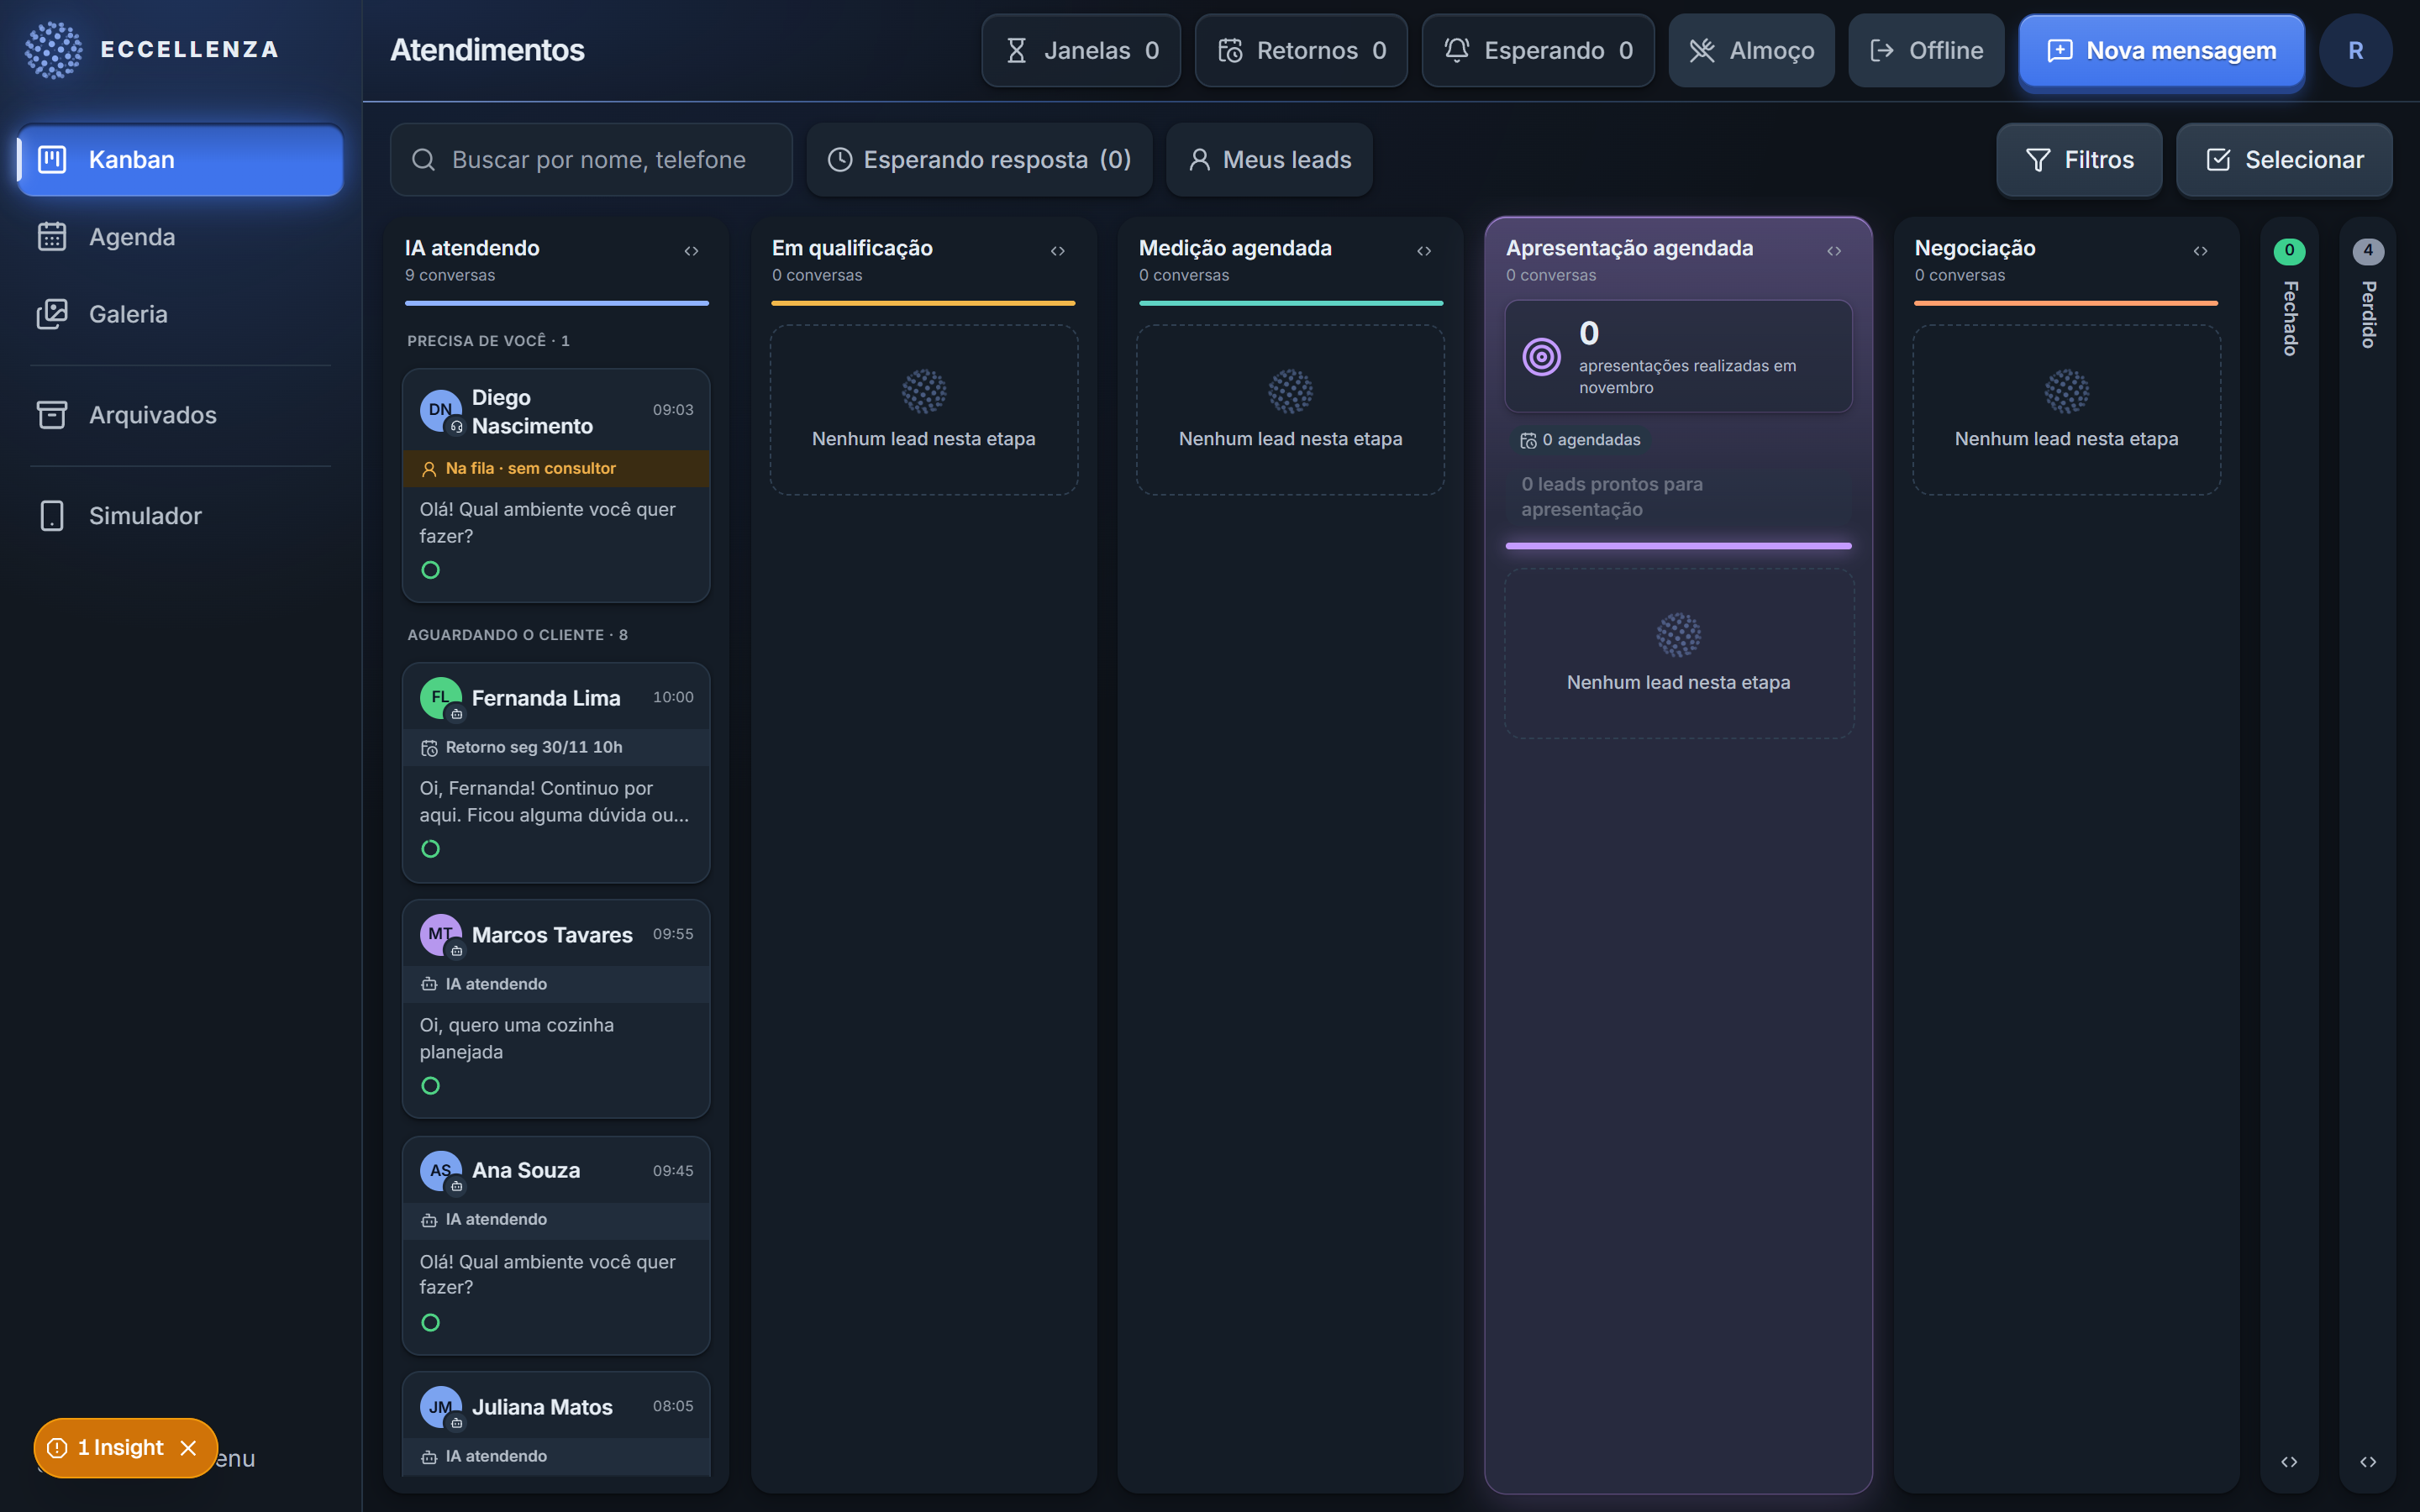 ECCELLENZA
Kanban
Agenda
Galeria
Arquivados
Simulador
1 Insight
enu
Atendimentos
Janelas 0
Retornos 0
Esperando 0
Almoço
Offline
Nova mensagem
R
Buscar por nome, telefone
Esperando resposta (0)
Meus leads
Filtros
Selecionar
IA atendendo
9 conversas
PRECISA DE VOCÊ · 1
DN
Diego
Nascimento
09:03
Na fila · sem consultor
Olá! Qual ambiente você quer
fazer?
AGUARDANDO O CLIENTE · 8
FL
Fernanda Lima
10:00
Retorno seg 30/11 10h
Oi, Fernanda! Continuo por
aqui. Ficou alguma dúvida ou...
MT
Marcos Tavares
09:55
IA atendendo
Oi, quero uma cozinha
planejada
AS
Ana Souza
09:45
IA atendendo
Olá! Qual ambiente você quer
fazer?
JM
Juliana Matos
08:05
IA atendendo
Em qualificação
0 conversas
Nenhum lead nesta etapa
Medição agendada
0 conversas
Nenhum lead nesta etapa
Apresentação agendada
0 conversas
0
apresentações realizadas em
novembro
0 agendadas
0 leads prontos para
apresentação
Nenhum lead nesta etapa
Negociação
0 conversas
Nenhum lead nesta etapa
0
Fechado
4
Perdido